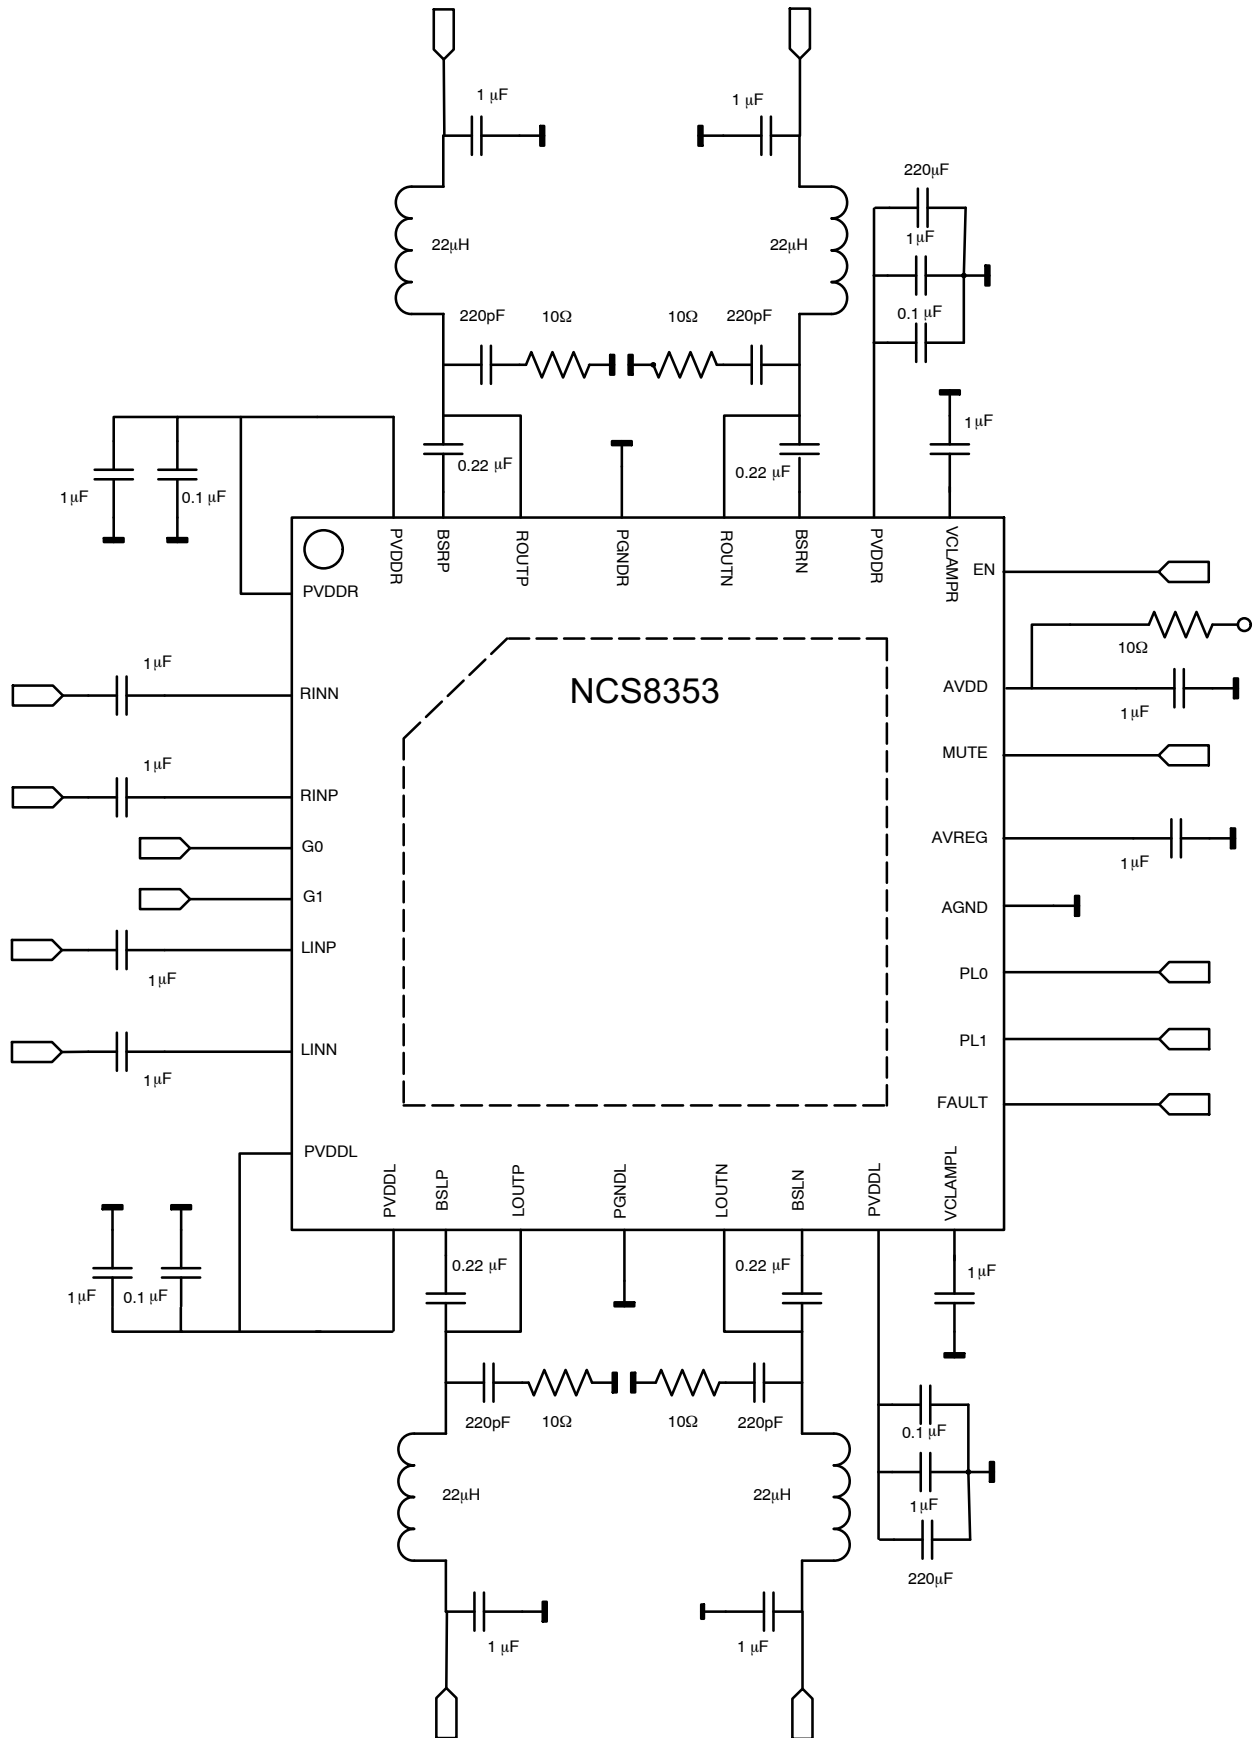 1 μF
1 μF
220μF
1μF
22μH
22μH
0.1 μF
220pF
10Ω
10Ω
220pF
1μF
0.22 μF
0.22 μF
1μF
0.1 μF
PVDDR
BSRP
ROUTP
PGNDR
ROUTN
BSRN
PVDDR
VCLAMPR
EN
PVDDR
10Ω
1μF
RINN
NCS8353
AVDD
1μF
MUTE
1μF
RINP
G0
AVREG
1μF
G1
AGND
LINP
1μF
PL0
PL1
LINN
1μF
FAULT
PVDDL
PVDDL
BSLP
LOUTP
PGNDL
LOUTN
BSLN
PVDDL
VCLAMPL
0.22 μF
0.22 μF
1μF
1μF
0.1 μF
220pF
10Ω
10Ω
220pF
0.1 μF
22μH
22μH
1μF
220μF
1 μF
1 μF